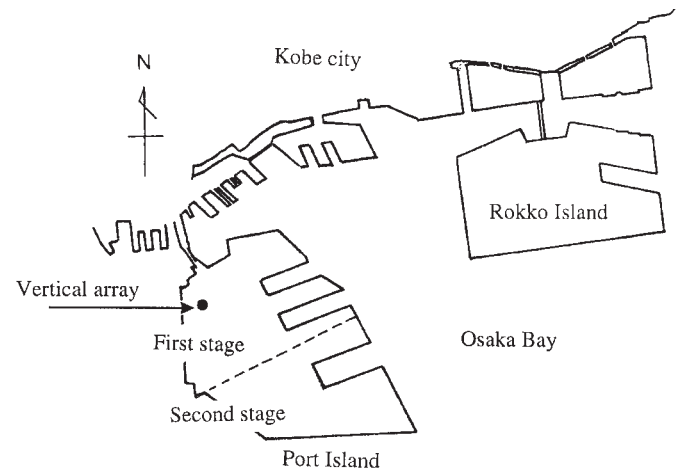 N
Kobe city
Rokko Island
Vertical array
First stage
Osaka Bay
Second stage
Port Island